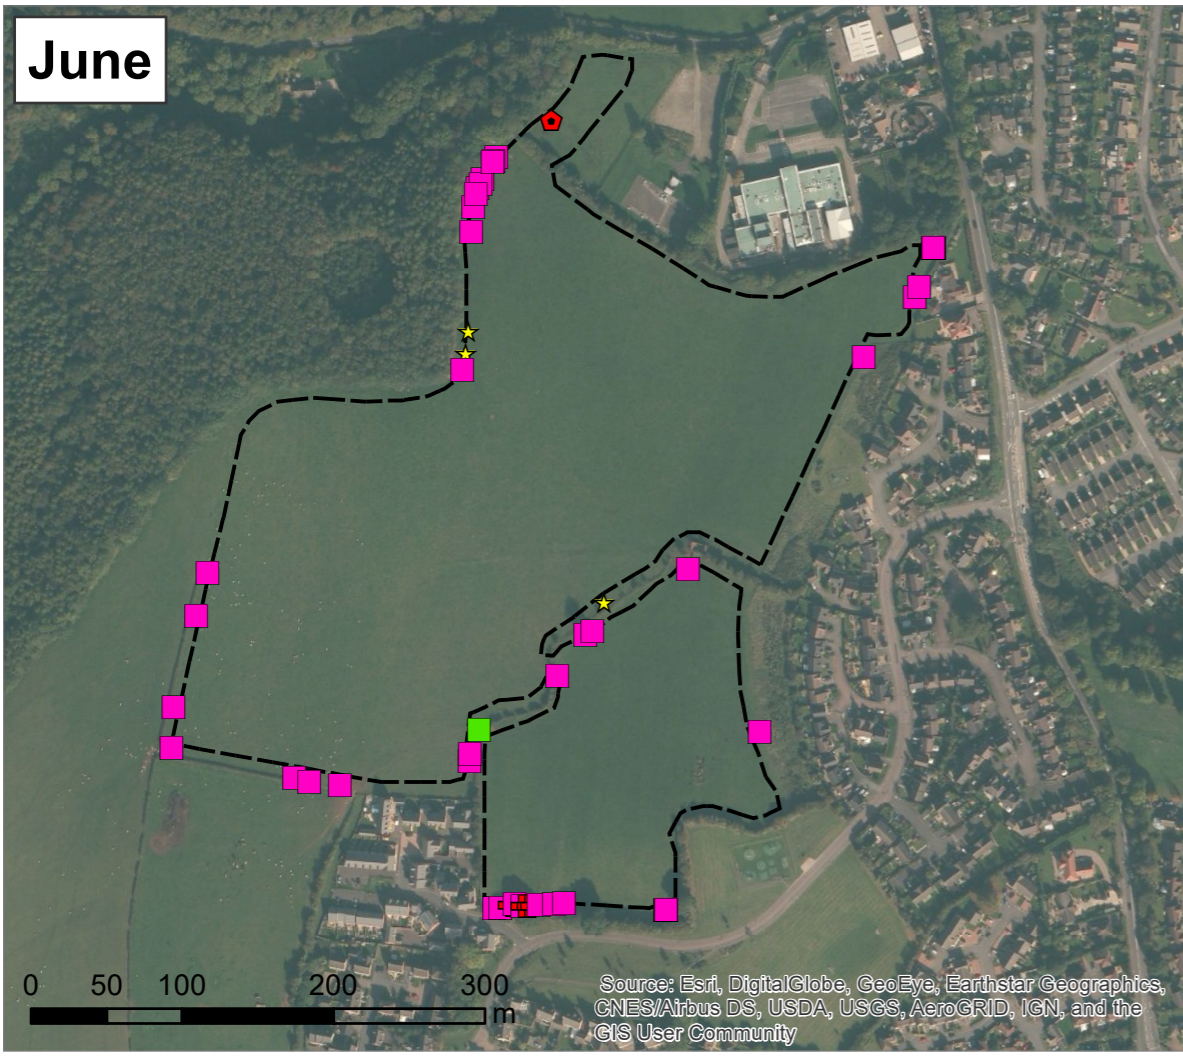 June
0 50 100 200 300
m
Source: Esri, DigitalGlobe, GeoEye, Earthstar Geographics,
CNES/Airbus DS, USDA, USGS, AeroGRID, IGN, and the
GIS User Community